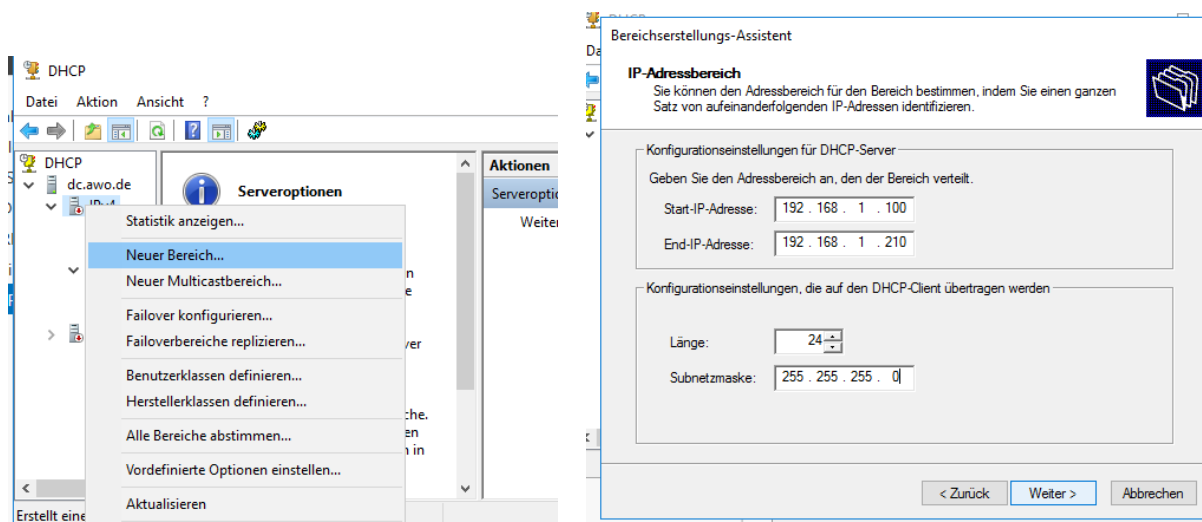 DHCP
Datei Aktion Ansicht ?
DHCP
dc.awo.de
IPv4
Serveroptionen
Aktionen
Weiter
Statistik anzeigen...
Neuer Bereich...
Neuer Multicastbereich...
Failover konfigurieren...
Failoverbereiche replizieren...
Benutzerklassen definieren...
Herstellerklassen definieren...
Alle Bereiche abstimmen...
Vordefinierte Optionen einstellen...
Aktualisieren
Erstellt eine
Bereichserstellungs-Assistent
IP-Adressbereich
Sie können den Adressbereich für den Bereich bestimmen, indem Sie einen ganzen
Satz von aufeinanderfolgenden IP-Adressen identifizieren.
Konfigurationseinstellungen für DHCP-Server
Geben Sie den Adressbereich an, den der Bereich verteilt.
Start-IP-Adresse: 192 . 168 . 1 . 100
End-IP-Adresse: 192 . 168 . 1 . 210
Konfigurationseinstellungen, die auf den DHCP-Client übertragen werden
Länge: 24
Subnetzmaske: 255 . 255 . 255 . 0
< Zurück Weiter > Abbrechen